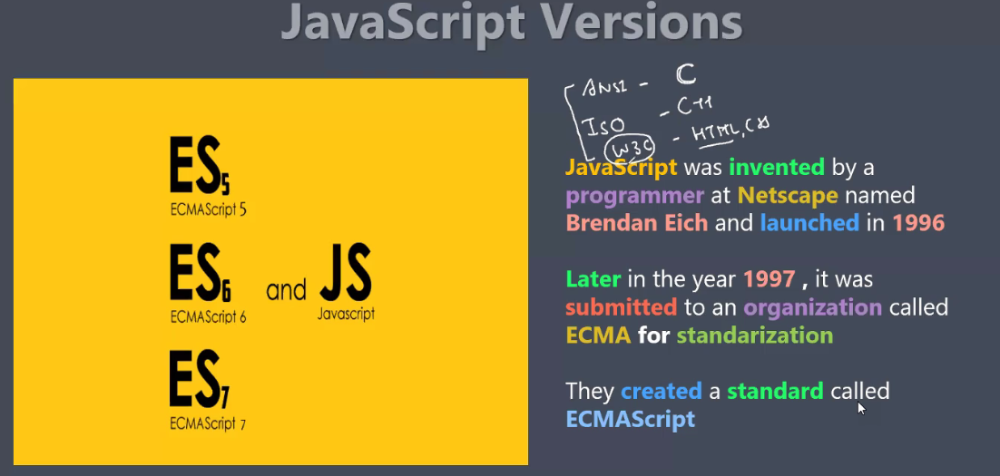 JavaScript Versions
ES5
ECMAScript 5
ES6
ECMAScript 6
and
JS
Javascript
ES7
ECMAScript 7
ANSI - C
ISO - C++
W3C - HTML, CSS
JavaScript was invented by a
programmer at Netscape named
Brendan Eich and launched in 1996
Later in the year 1997 , it was
submitted to an organization called
ECMA for standarization
They created a standard called
ECMAScript